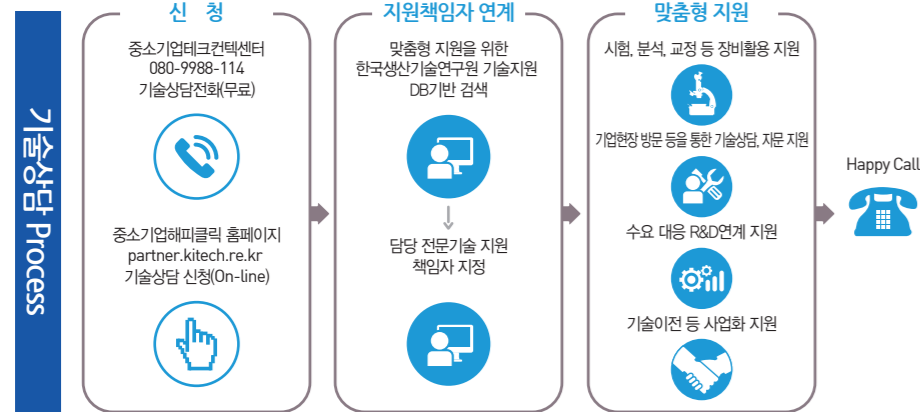 기술상담 Process
신 청
중소기업테크컨텍센터
080-9988-114
기술상담전화(무료)
중소기업해피클릭 홈페이지
partner.kitech.re.kr
기술상담 신청(On-line)
지원책임자 연계
맞춤형 지원을 위한
한국생산기술연구원 기술지원
DB기반 검색
담당 전문기술 지원
책임자 지정
맞춤형 지원
시험, 분석, 교정 등 장비활용 지원
기업현장 방문 등을 통한 기술상담, 자문 지원
수요 대응 R&D연계 지원
기술이전 등 사업화 지원
Happy Call